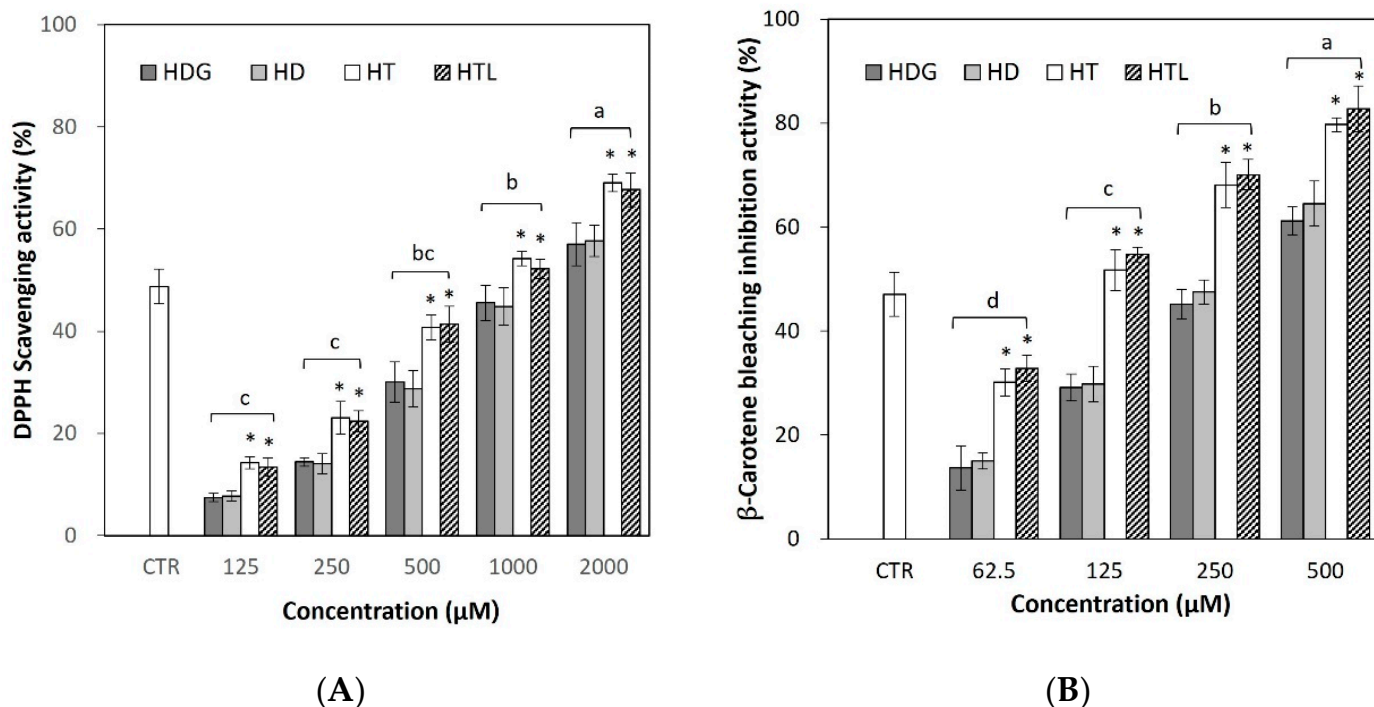 DPPH Scavenging activity (%)
100
80
60
40
20
0
HDG HD HT HTL
c
* *
c
* *
bc
* *
b
* *
a
* *
CTR 125 250 500 1000 2000
Concentration (µM)
(A)
β-Carotene bleaching inhibition activity (%)
100
80
60
40
20
0
HDG HD HT HTL
d
* *
c
* *
b
* *
a
* *
CTR 62.5 125 250 500
Concentration (µM)
(B)